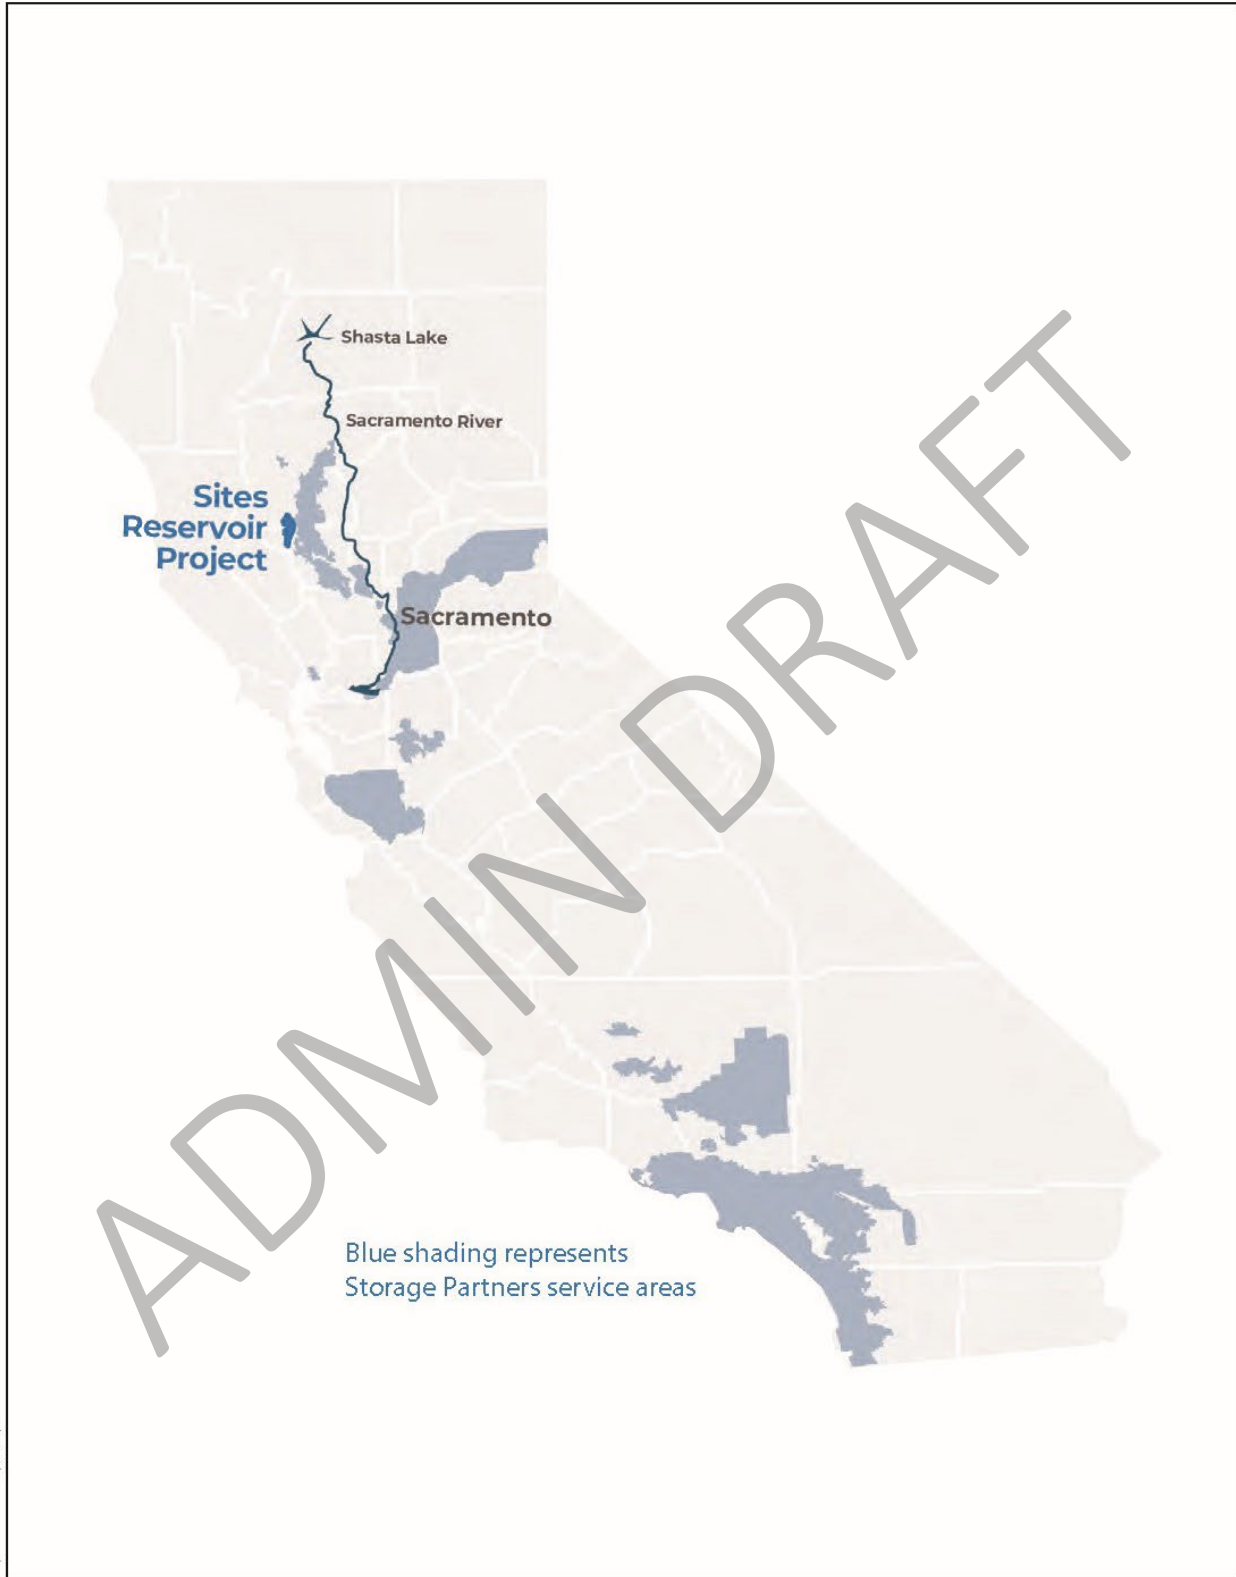 Shasta Lake
Sacramento River
Sites
Reservoir
Project
Sacramento
ADMIN DRAFT
Blue shading represents
Storage Partners service areas